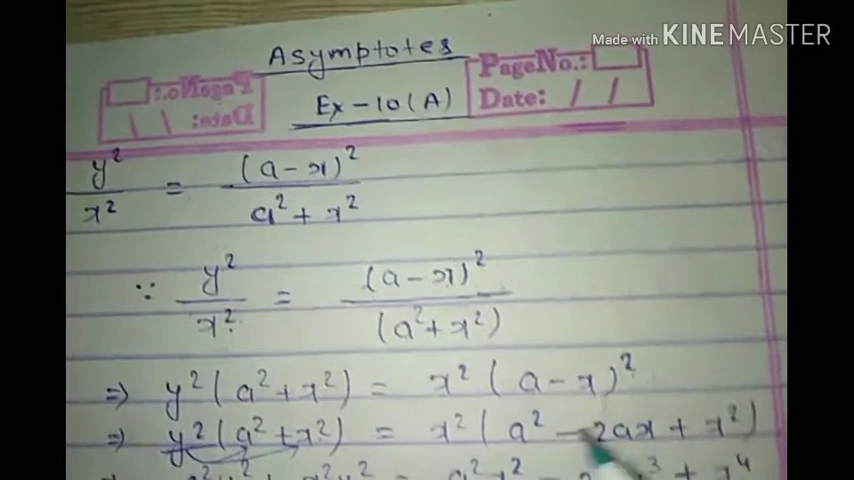 Made with KINEMASTER
Asymptotes
PageNo.:
Date: / /
Ex-10(A)
y²/x² = (a-x)²/a²+x²
∵ y²/x² = (a-x)²/(a²+x²)
⇒ y²(a²+x²) = x²(a-x)²
⇒ y²(a²+x²) = x²(a²-2ax+x²)